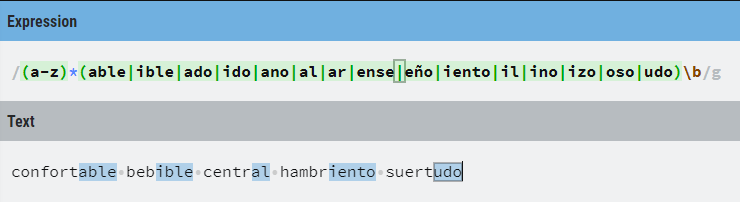 Expression
/(a-z)*(able|ible|ado|ido|ano|al|ar|ense|eño|iento|il|ino|izo|oso|udo)\b/g
Text
confortable bebible central hambriento suertudo